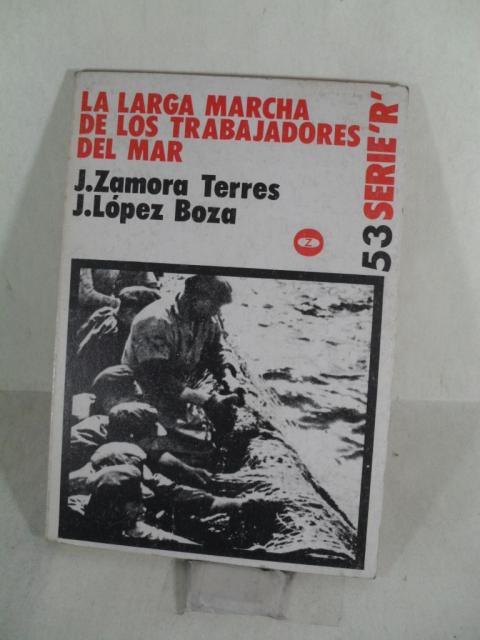 LA LARGA MARCHA
DE LOS TRABAJADORES
DEL MAR
J.Zamora Terres
J.López Boza
Z
53 SERIE 'R'